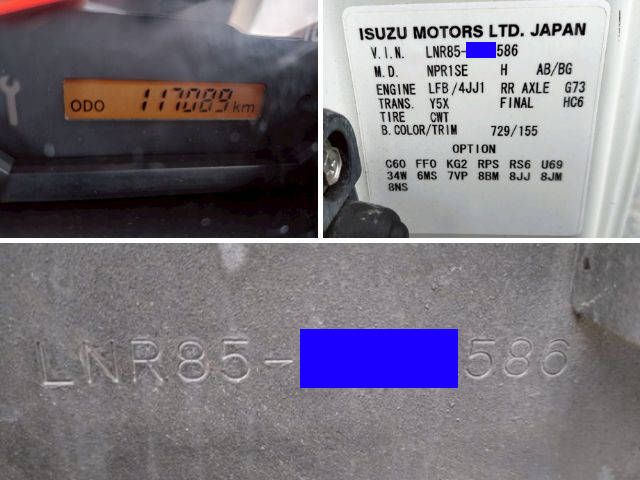 ODO 117089 km
ISUZU MOTORS LTD. JAPAN
V.I.N. LNR85- 586
M.D. NPR1SE H AB/BG
ENGINE LFB/4JJ1 RR AXLE G73
TRANS. Y5X FINAL HC6
TIRE CWT
B.COLOR/TRIM 729/155
OPTION
C60 FFO KG2 RPS RS6 U69
34W 6MS 7VP 8BM 8JJ 8JM
8NS
LNR85- 586